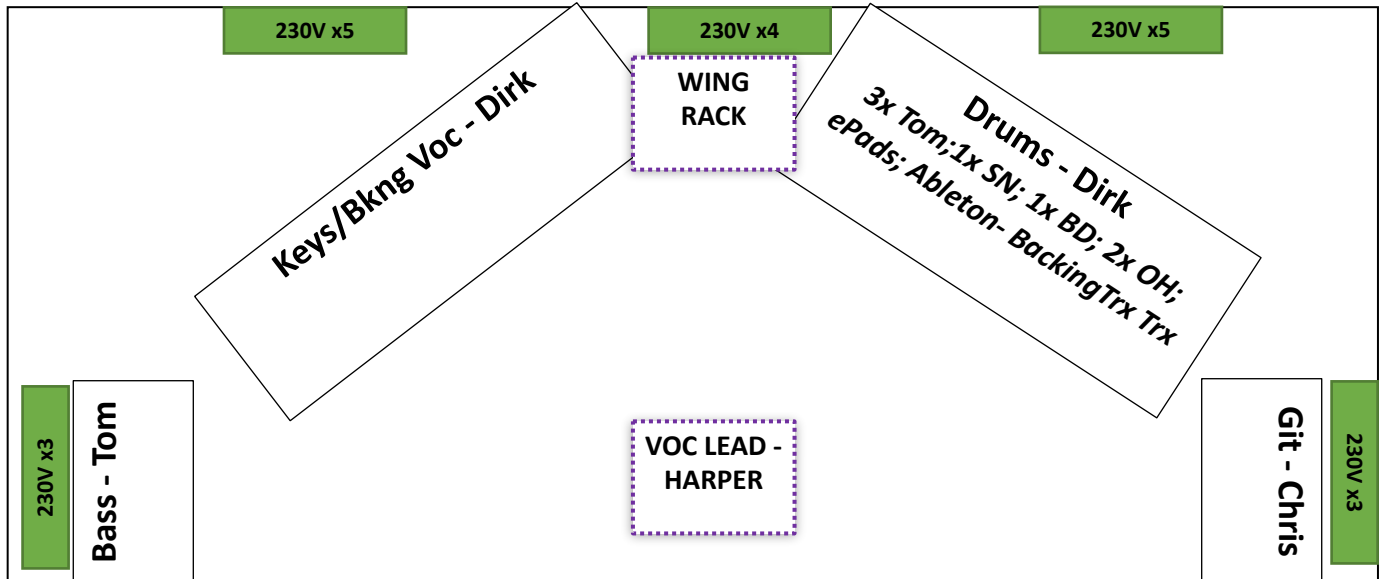 230V x5
230V x4
230V x5
WING
RACK
Keys/Bkng Voc - Dirk
Drums - Dirk
3x Tom;1x SN; 1x BD; 2x OH;
ePads; Ableton- BackingTrx Trx
230V x3
Bass - Tom
VOC LEAD -
HARPER
Git - Chris
230V x3